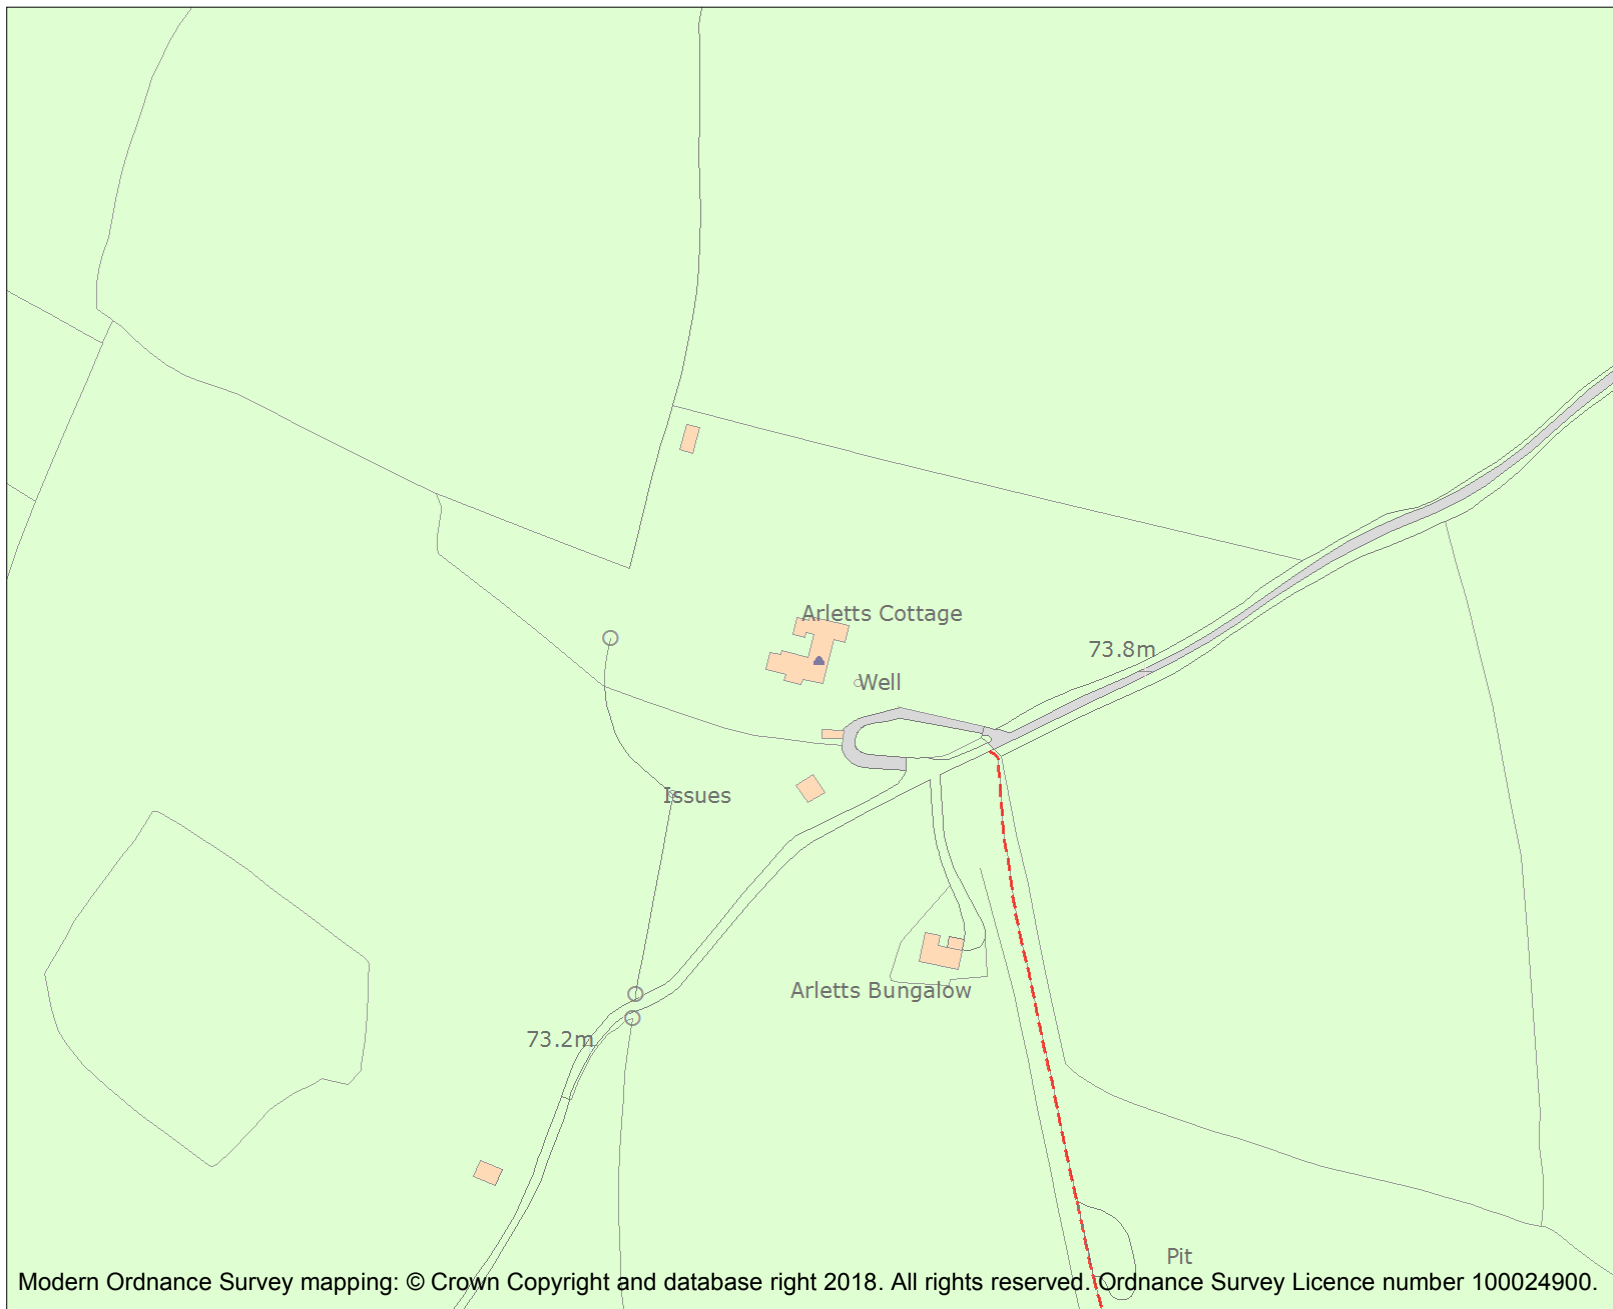 Arletts Cottage
73.8m
Well
Issues
Arletts Bungalow
73.2m
Pit
Modern Ordnance Survey mapping: © Crown Copyright and database right 2018. All rights reserved. Ordnance Survey Licence number 100024900.